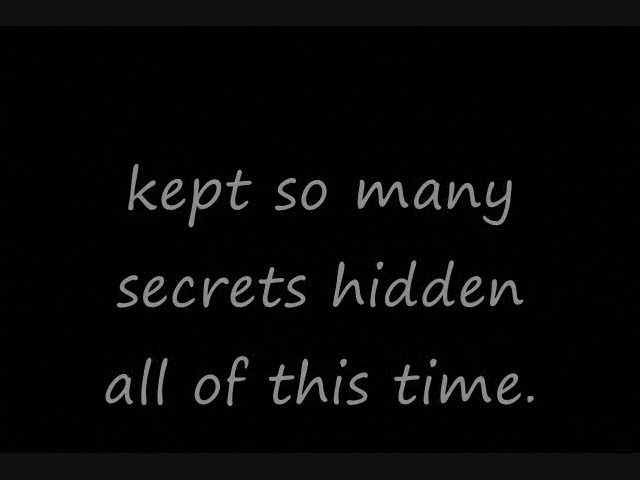 kept so many
secrets hidden
all of this time.